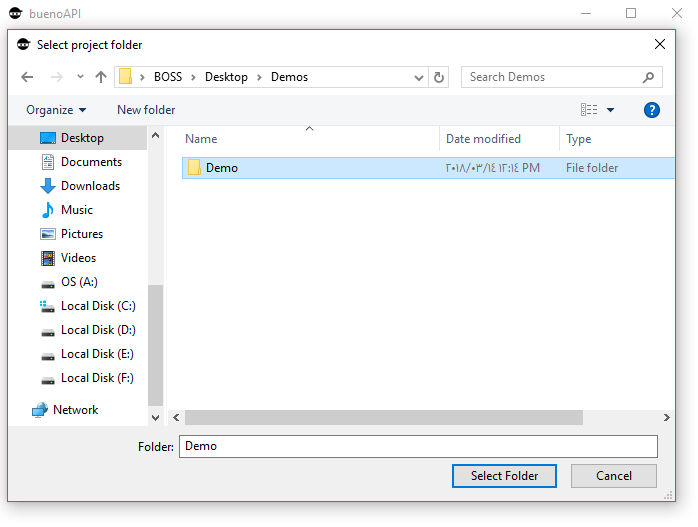 buenoAPI
Select project folder
BOSS Desktop Demos
Search Demos
Organize New folder
Name Date modified Type
Demo ٢٠١٨/٠٣/١٤ ١٢:١٤ PM File folder
Desktop
Documents
Downloads
Music
Pictures
Videos
OS (A:)
Local Disk (C:)
Local Disk (D:)
Local Disk (E:)
Local Disk (F:)
Network
Folder: Demo
Select Folder Cancel